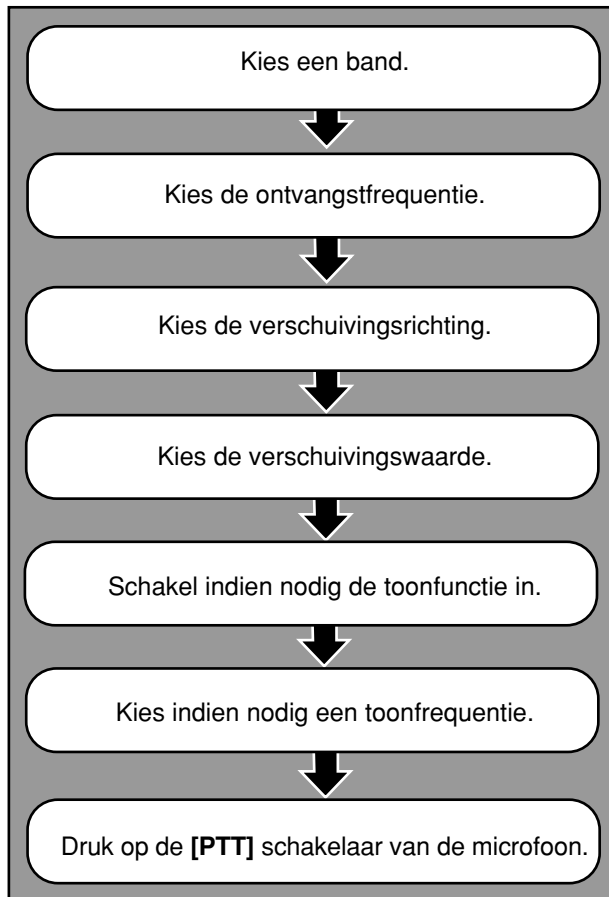 Kies een band.
Kies de ontvangstfrequentie.
Kies de verschuivingsrichting.
Kies de verschuivingswaarde.
Schakel indien nodig de toonfunctie in.
Kies indien nodig een toonfrequentie.
Druk op de [PTT] schakelaar van de microfoon.